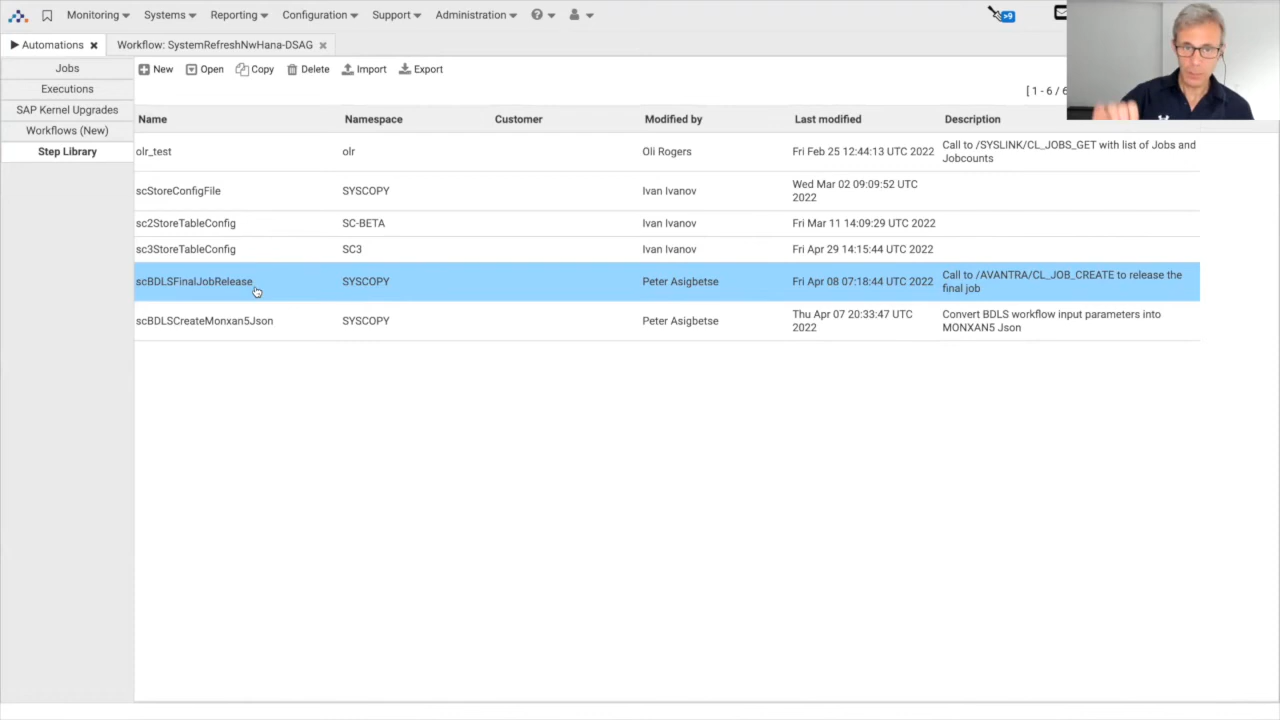 Monitoring Systems Reporting Configuration Support Administration >9
Automations Workflow: SystemRefreshNwHana-DSAG
Jobs
Executions
SAP Kernel Upgrades
Workflows (New)
Step Library
New Open Copy Delete Import Export
[ 1 - 6 / 6
Name Namespace Customer Modified by Last modified Description
olr_test olr Oli Rogers Fri Feb 25 12:44:13 UTC 2022 Call to /SYSLINK/CL_JOBS_GET with list of Jobs and
Jobcounts
scStoreConfigFile SYSCOPY Ivan Ivanov Wed Mar 02 09:09:52 UTC
2022
sc2StoreTableConfig SC-BETA Ivan Ivanov Fri Mar 11 14:09:29 UTC 2022
sc3StoreTableConfig SC3 Ivan Ivanov Fri Apr 29 14:15:44 UTC 2022
scBDLSFinalJobRelease SYSCOPY Peter Asigbetse Fri Apr 08 07:18:44 UTC 2022 Call to /AVANTRA/CL_JOB_CREATE to release the
final job
scBDLSCreateMonxan5Json SYSCOPY Peter Asigbetse Thu Apr 07 20:33:47 UTC
2022 Convert BDLS workflow input parameters into
MONXAN5 Json